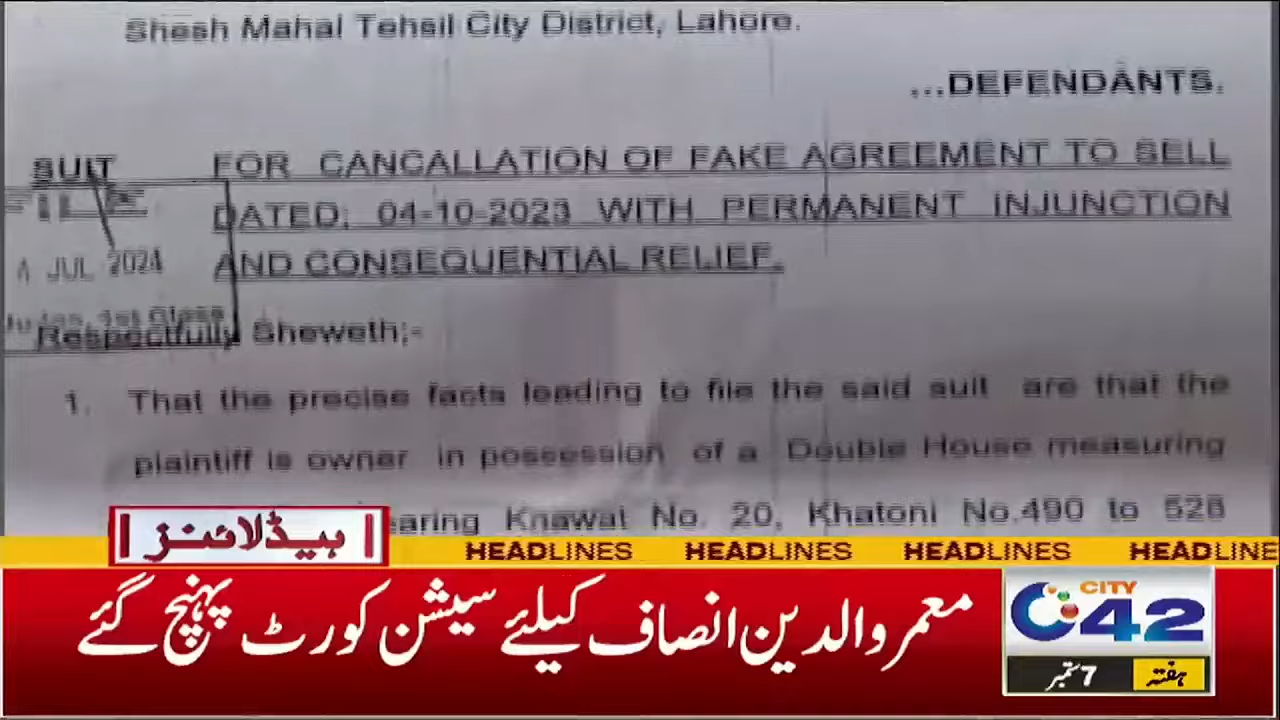 Shesh Mahal Tehsil City District, Lahore.
...DEFENDANTS.
SUIT FOR CANCALLATION OF FAKE AGREEMENT TO SELL
DATED; 04-10-2023 WITH PERMANENT INJUNCTION
AND CONSEQUENTIAL RELIEF.
JUL 2024
1st Class
Respectfully Sheweth;-
1. That the precise facts leading to file the said suit are that the
plaintiff is owner in possession of a Double House measuring
aring Knawat No. 20, Khatoni No.490 to 528
ہیڈلائنز
HEADLINES HEADLINES HEADLINES HEADLINE
معمر والدین انصاف کیلئے سیشن کورٹ پہنچ گئے
CITY
42
ہفتہ 7 ستمبر